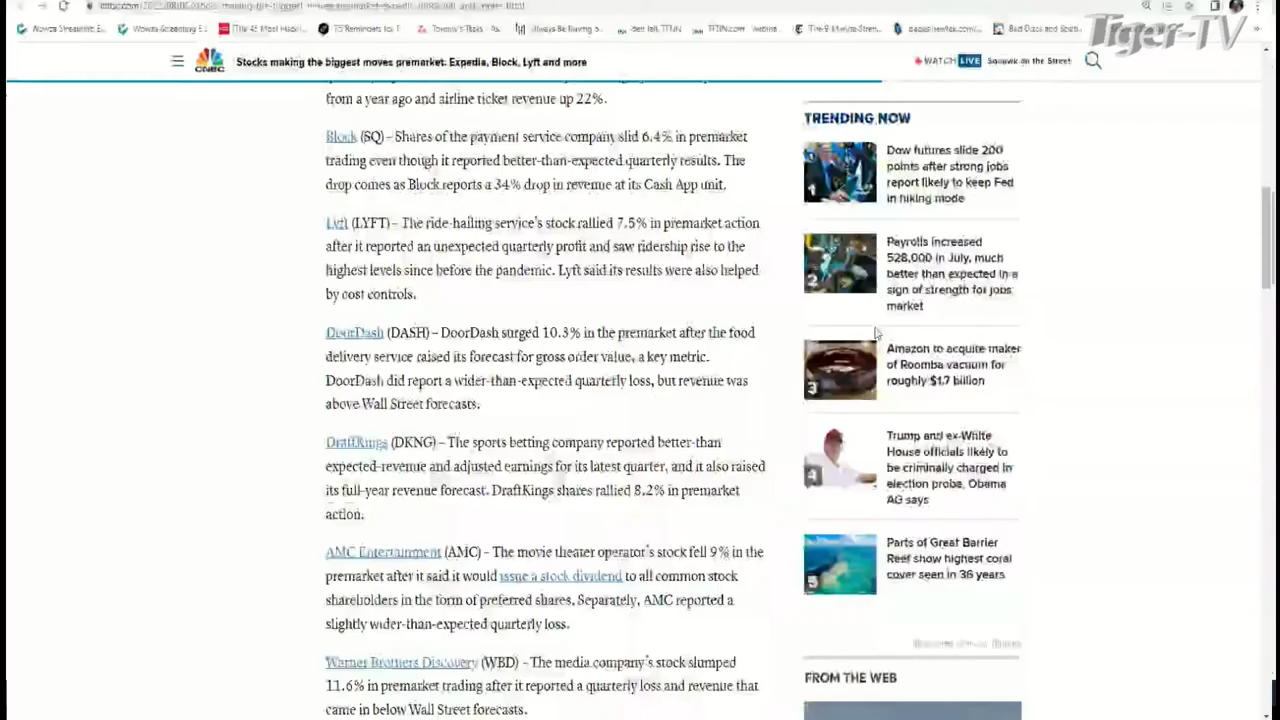 Tiger-TV
CNBC
Stocks making the biggest moves premarket: Expedia, Block, Lyft and more
WATCH LIVE Squawk on the Street
from a year ago and airline ticket revenue up 22%.
Block (SQ) – Shares of the payment service company slid 6.4% in premarket
trading even though it reported better-than-expected quarterly results. The
drop comes as Block reports a 34% drop in revenue at its Cash App unit.
Lyft (LYFT) – The ride-hailing service's stock rallied 7.5% in premarket action
after it reported an unexpected quarterly profit and saw ridership rise to the
highest levels since before the pandemic. Lyft said its results were also helped
by cost controls.
DoorDash (DASH) – DoorDash surged 10.3% in the premarket after the food
delivery service raised its forecast for gross order value, a key metric.
DoorDash did report a wider-than-expected quarterly loss, but revenue was
above Wall Street forecasts.
DraftKings (DKNG) – The sports betting company reported better-than
expected-revenue and adjusted earnings for its latest quarter, and it also raised
its full-year revenue forecast. DraftKings shares rallied 8.2% in premarket
action.
AMC Entertainment (AMC) – The movie theater operator's stock fell 9% in the
premarket after it said it would issue a stock dividend to all common stock
shareholders in the form of preferred shares. Separately, AMC reported a
slightly wider-than-expected quarterly loss.
Warner Brothers Discovery (WBD) – The media company's stock slumped
11.6% in premarket trading after it reported a quarterly loss and revenue that
came in below Wall Street forecasts.
TRENDING NOW
1
Dow futures slide 200
points after strong jobs
report likely to keep Fed
in hiking mode
2
Payrolls increased
528,000 in July, much
better than expected in a
sign of strength for jobs
market
3
Amazon to acquire maker
of Roomba vacuum for
roughly $1.7 billion
4
Trump and ex-White
House officials likely to
be criminally charged in
election probe, Obama
AG says
5
Parts of Great Barrier
Reef show highest coral
cover seen in 36 years
FROM THE WEB